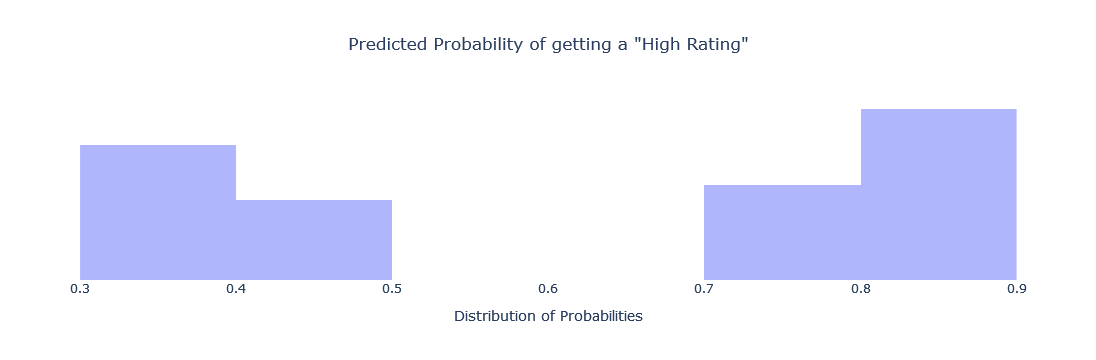 Predicted Probability of getting a "High Rating"
0.3 0.4 0.5 0.6 0.7 0.8 0.9
Distribution of Probabilities